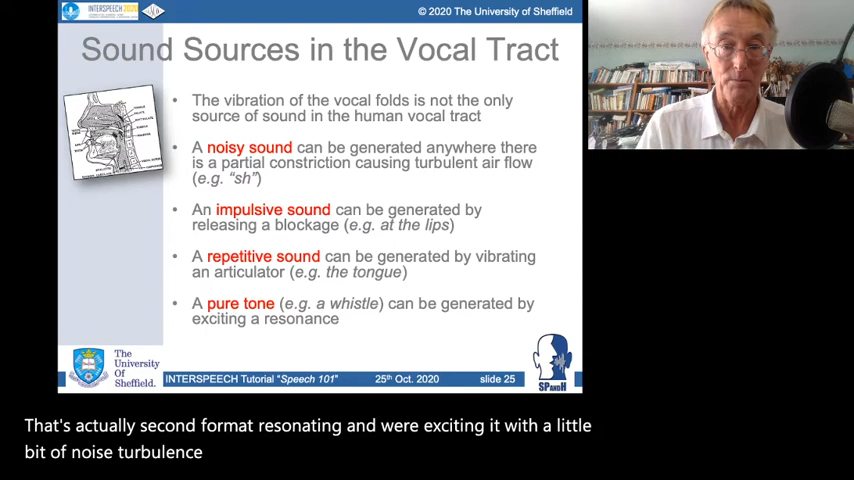 INTERSPEECH 2020
© 2020 The University of Sheffield
Sound Sources in the Vocal Tract
• The vibration of the vocal folds is not the only
source of sound in the human vocal tract
• A noisy sound can be generated anywhere there
is a partial constriction causing turbulent air flow
(e.g. “sh”)
• An impulsive sound can be generated by
releasing a blockage (e.g. at the lips)
• A repetitive sound can be generated by vibrating
an articulator (e.g. the tongue)
• A pure tone (e.g. a whistle) can be generated by
exciting a resonance
The
University
Of
Sheffield.
INTERSPEECH Tutorial “Speech 101”
25th Oct. 2020
slide 25
SPandH
That's actually second format resonating and were exciting it with a little
bit of noise turbulence